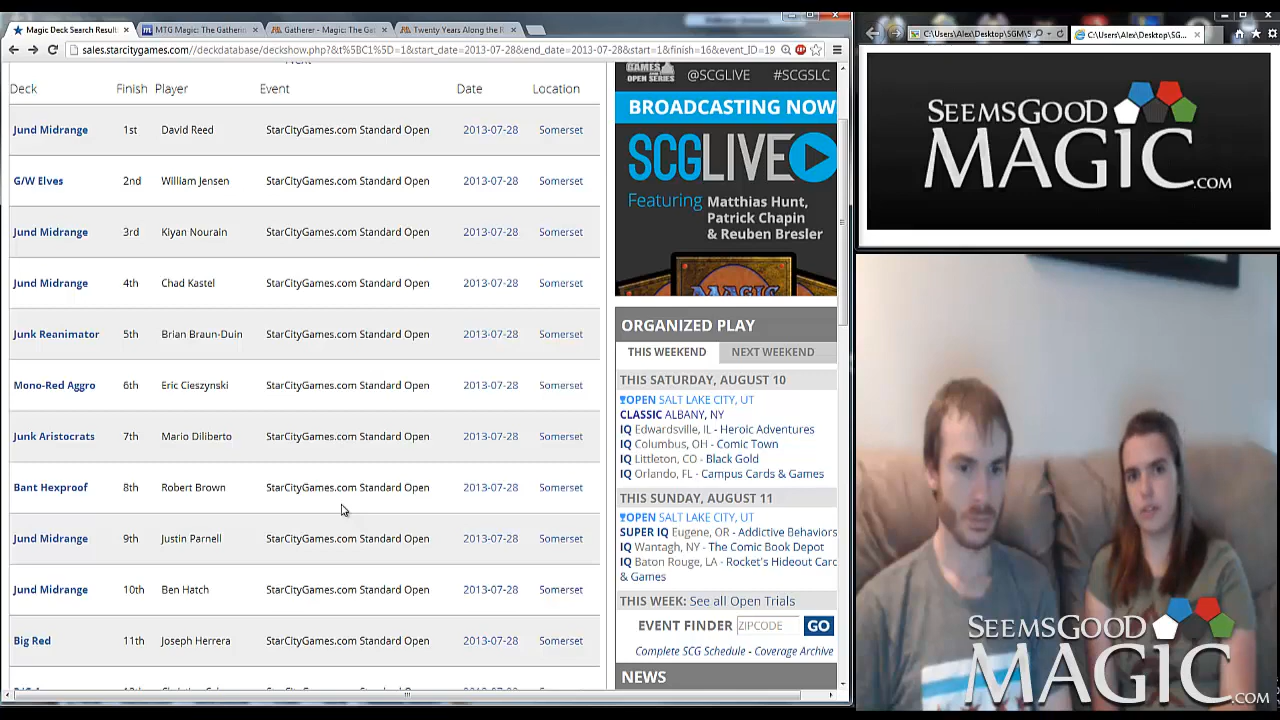 Magic Deck Search Result
MTG Magic: The Gatherin
Gatherer - Magic: The Ga
Twenty Years Along the R
sales.starcitygames.com//deckdatabase/deckshow.php?&t%5BC1%5D=1&start_date=2013-07-28&end_date=2013-07-28&start=1&finish=16&event_ID=19
C:\Users\Alex\Desktop\SGM\S
C:\Users\Alex\Desktop\SG...
Next
Deck Finish Player Event Date Location
Jund Midrange 1st David Reed StarCityGames.com Standard Open 2013-07-28 Somerset
G/W Elves 2nd William Jensen StarCityGames.com Standard Open 2013-07-28 Somerset
Jund Midrange 3rd Kiyan Nourain StarCityGames.com Standard Open 2013-07-28 Somerset
Jund Midrange 4th Chad Kastel StarCityGames.com Standard Open 2013-07-28 Somerset
Junk Reanimator 5th Brian Braun-Duin StarCityGames.com Standard Open 2013-07-28 Somerset
Mono-Red Aggro 6th Eric Cieszynski StarCityGames.com Standard Open 2013-07-28 Somerset
Junk Aristocrats 7th Mario Diliberto StarCityGames.com Standard Open 2013-07-28 Somerset
Bant Hexproof 8th Robert Brown StarCityGames.com Standard Open 2013-07-28 Somerset
Jund Midrange 9th Justin Parnell StarCityGames.com Standard Open 2013-07-28 Somerset
Jund Midrange 10th Ben Hatch StarCityGames.com Standard Open 2013-07-28 Somerset
Big Red 11th Joseph Herrera StarCityGames.com Standard Open 2013-07-28 Somerset
GAMES
OPEN SERIES
@SCGLIVE #SCGSLC
BROADCASTING NOW
SCGLIVE
Featuring Matthias Hunt,
Patrick Chapin
& Reuben Bresler
MAGIC
ORGANIZED PLAY
THIS WEEKEND NEXT WEEKEND
THIS SATURDAY, AUGUST 10
OPEN SALT LAKE CITY, UT
CLASSIC ALBANY, NY
IQ Edwardsville, IL - Heroic Adventures
IQ Columbus, OH - Comic Town
IQ Littleton, CO - Black Gold
IQ Orlando, FL - Campus Cards & Games
THIS SUNDAY, AUGUST 11
OPEN SALT LAKE CITY, UT
SUPER IQ Eugene, OR - Addictive Behaviors
IQ Wantagh, NY - The Comic Book Depot
IQ Baton Rouge, LA - Rocket's Hideout Card
& Games
THIS WEEK: See all Open Trials
EVENT FINDER ZIPCODE GO
Complete SCG Schedule - Coverage Archive
NEWS
SEEMSGOOD
MAGIC.COM
SEEMSGOOD
MAGIC.COM